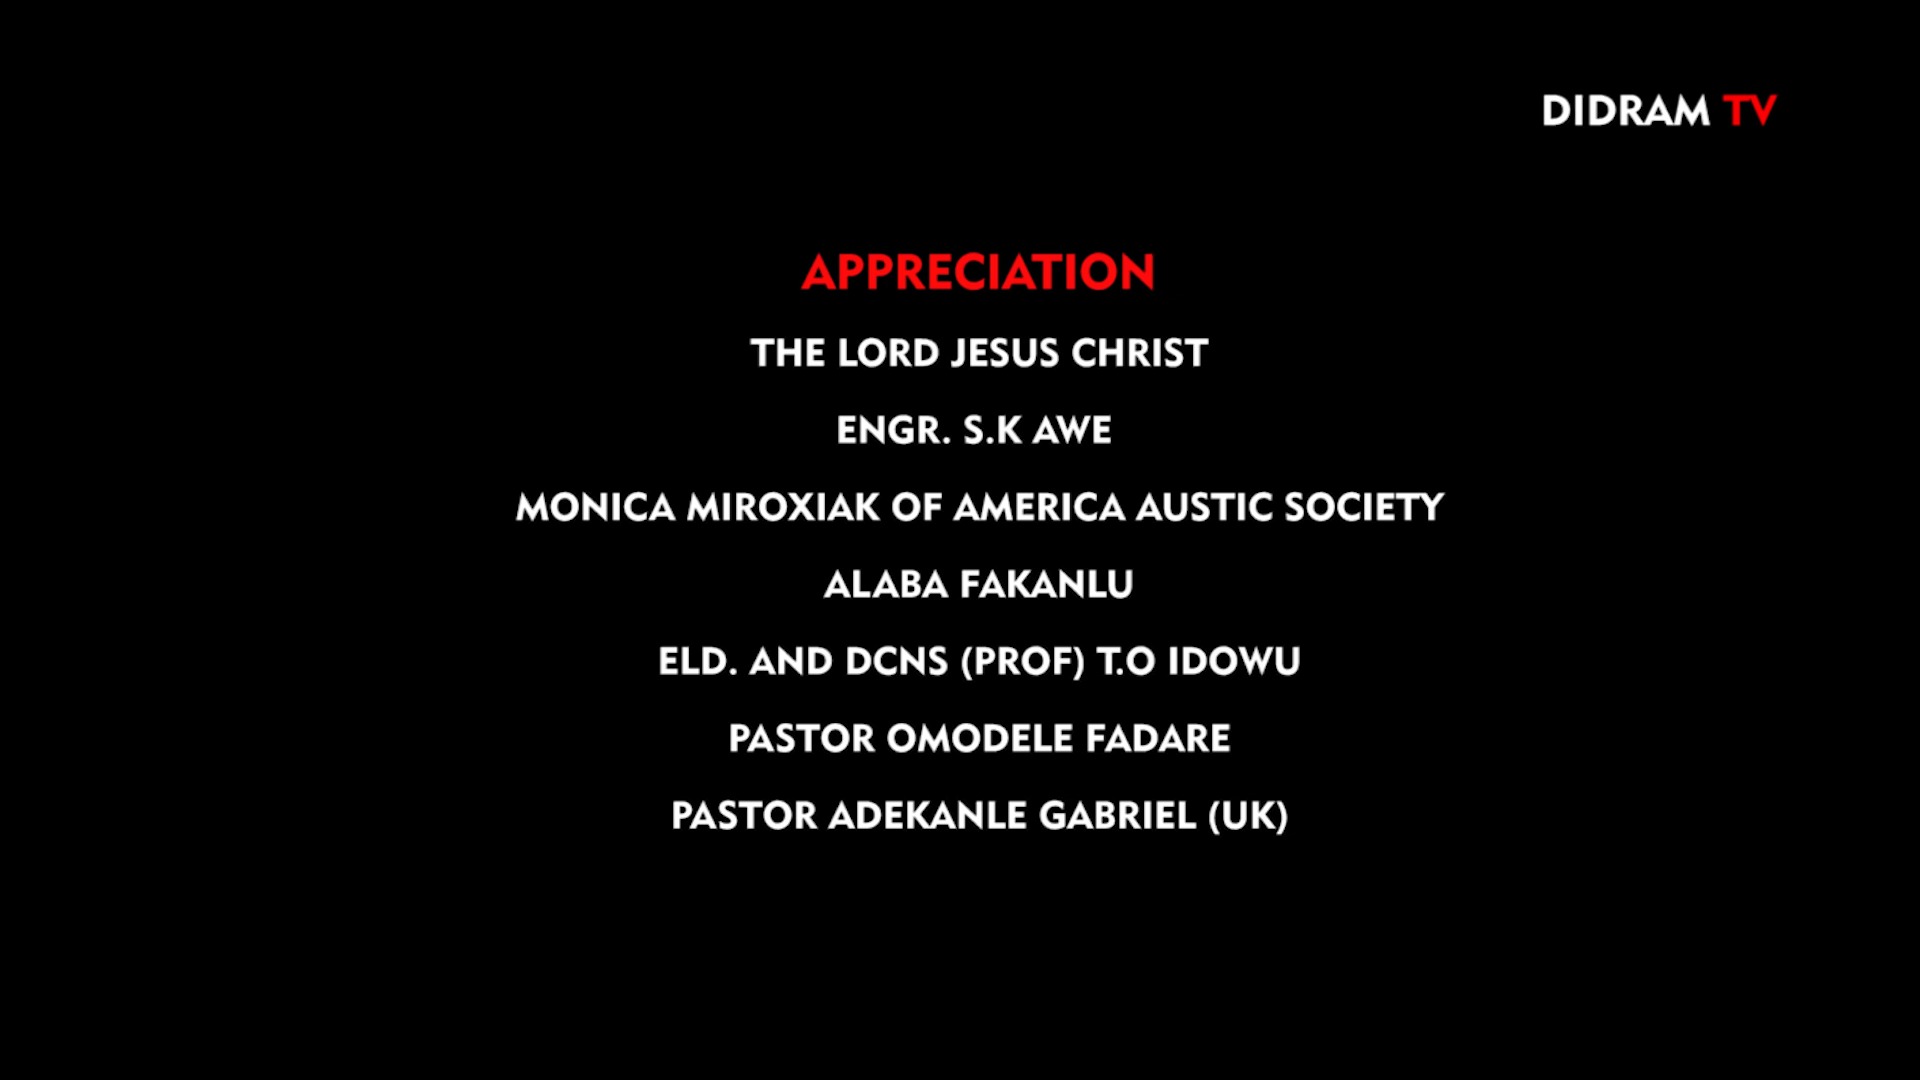 DIDRAM TV
APPRECIATION
THE LORD JESUS CHRIST
ENGR. S.K AWE
MONICA MIROXIAK OF AMERICA AUSTIC SOCIETY
ALABA FAKANLU
ELD. AND DCNS (PROF) T.O IDOWU
PASTOR OMODELE FADARE
PASTOR ADEKANLE GABRIEL (UK)